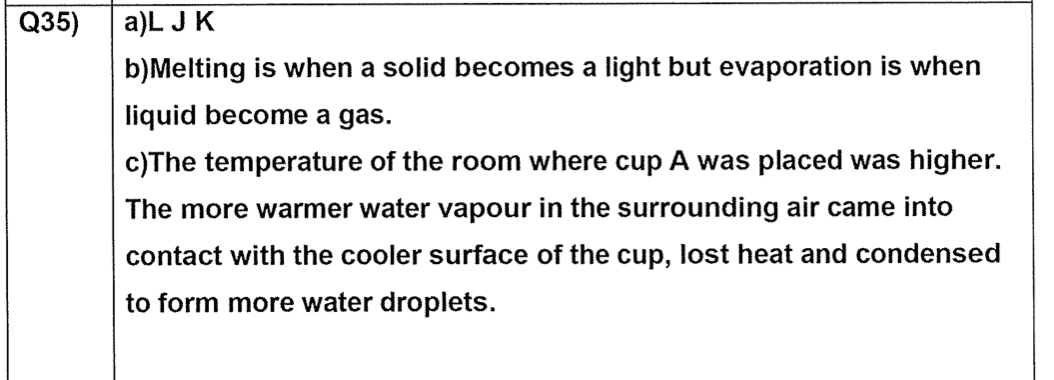 Q35) a)L J K
b)Melting is when a solid becomes a light but evaporation is when
liquid become a gas.
c)The temperature of the room where cup A was placed was higher.
The more warmer water vapour in the surrounding air came into
contact with the cooler surface of the cup, lost heat and condensed
to form more water droplets.